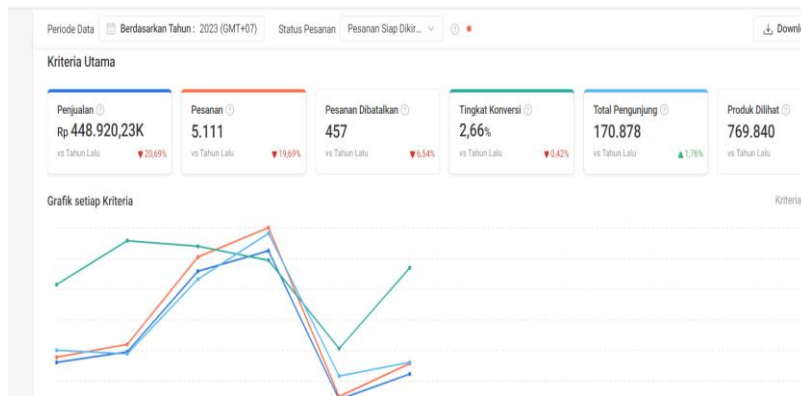 Periode Data Berdasarkan Tahun : 2023 (GMT+07) Status Pesanan Pesanan Siap Dikir...
Kriteria Utama
Penjualan
Rp 448.920,23K
vs Tahun Lalu ▼20,69%
Pesanan
5.111
vs Tahun Lalu ▼19,69%
Pesanan Dibatalkan
457
vs Tahun Lalu ▼6,54%
Tingkat Konversi
2,66%
vs Tahun Lalu ▼0,42%
Total Pengunjung
170.878
vs Tahun Lalu ▲1,76%
Produk Dilihat
769.840
vs Tahun Lalu
Grafik setiap Kriteria
Kriteria